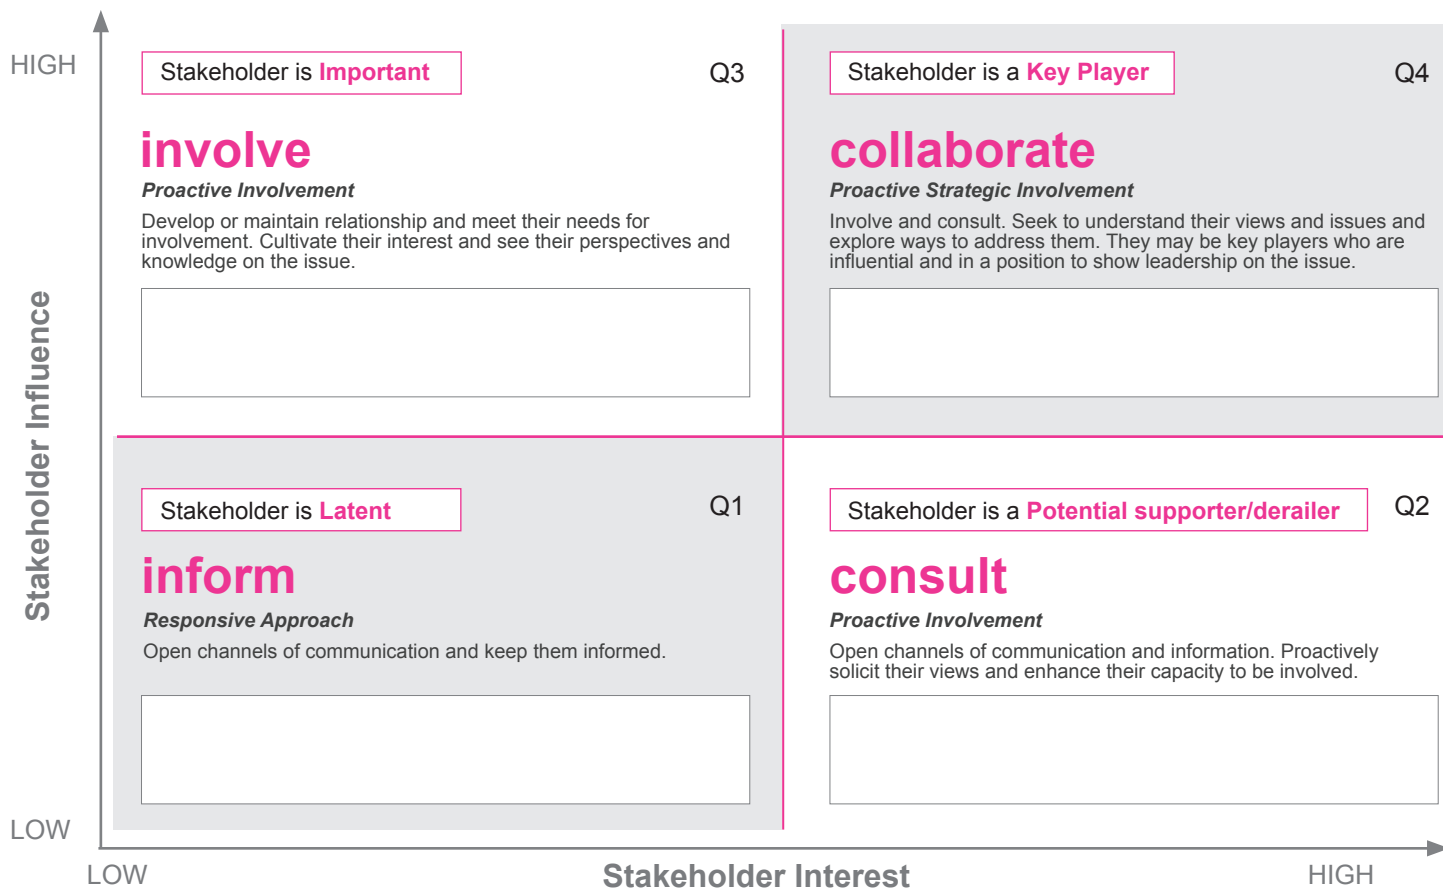 HIGH
Stakeholder is Important
Q3
involve
Proactive Involvement
Develop or maintain relationship and meet their needs for
involvement. Cultivate their interest and see their perspectives and
knowledge on the issue.
Stakeholder is a Key Player
Q4
collaborate
Proactive Strategic Involvement
Involve and consult. Seek to understand their views and issues and
explore ways to address them. They may be key players who are
influential and in a position to show leadership on the issue.
Stakeholder Influence
Stakeholder is Latent
Q1
inform
Responsive Approach
Open channels of communication and keep them informed.
Stakeholder is a Potential supporter/derailer
Q2
consult
Proactive Involvement
Open channels of communication and information. Proactively
solicit their views and enhance their capacity to be involved.
LOW
LOW
Stakeholder Interest
HIGH